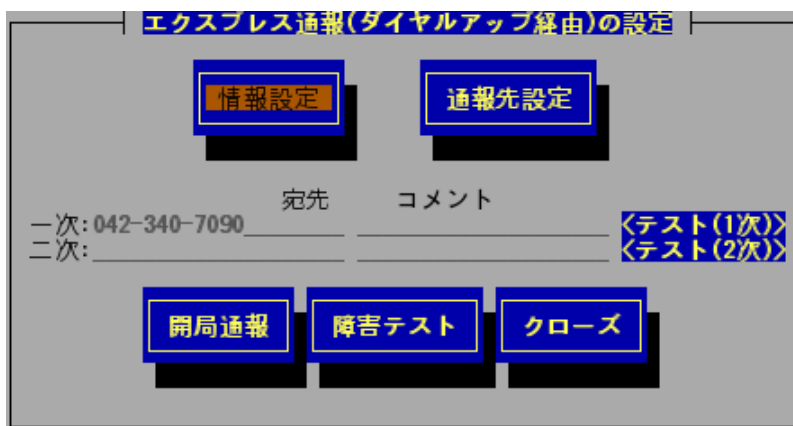 エクスプレス通報(ダイヤルアップ経由)の設定
情報設定 通報先設定
宛先 コメント
一次:042-340-7090 <テスト(1次)>
二次: <テスト(2次)>
開局通報 障害テスト クローズ